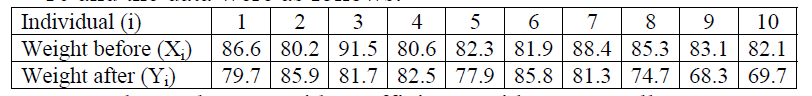 Individual (i) 1 2 3 4 5 6 7 8 9 10
Weight before (Xi) 86.6 80.2 91.5 80.6 82.3 81.9 88.4 85.3 83.1 82.1
Weight after (Yi) 79.7 85.9 81.7 82.5 77.9 85.8 81.3 74.7 68.3 69.7